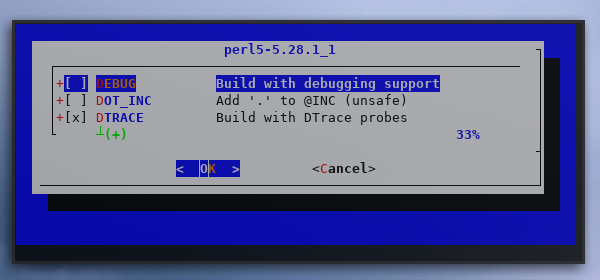 perl5-5.28.1_1
+[ ] DEBUG Build with debugging support
+[ ] DOT_INC Add '.' to @INC (unsafe)
+[x] DTRACE Build with DTrace probes
┴(+) 33%
< OK > <Cancel>